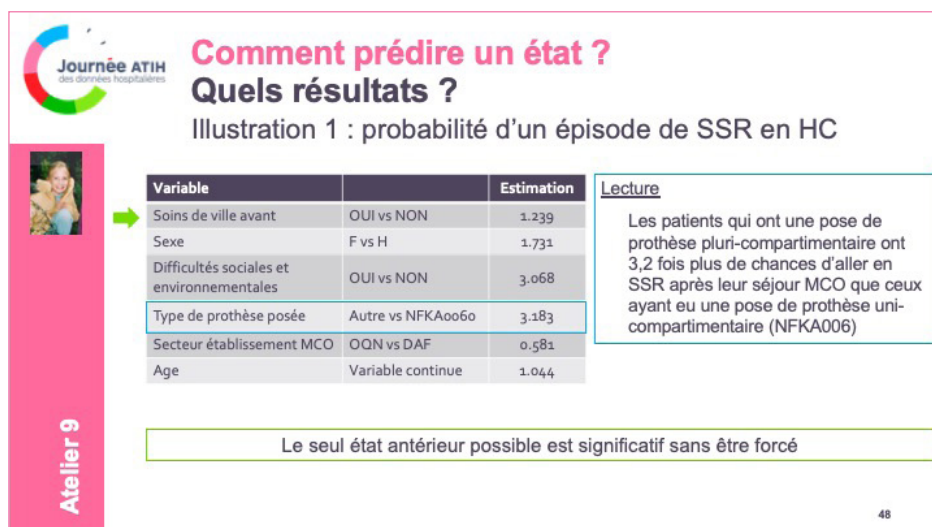 Journée ATIH
des données hospitalières
Comment prédire un état ?
Quels résultats ?
Illustration 1 : probabilité d'un épisode de SSR en HC
Variable Estimation
Soins de ville avant OUI vs NON 1.239
Sexe F vs H 1.731
Difficultés sociales et
environnementales OUI vs NON 3.068
Type de prothèse posée Autre vs NFKA0060 3.183
Secteur établissement MCO OQN vs DAF 0.581
Age Variable continue 1.044
Lecture
Les patients qui ont une pose de
prothèse pluri-compartimentaire ont
3,2 fois plus de chances d'aller en
SSR après leur séjour MCO que ceux
ayant eu une pose de prothèse uni-
compartimentaire (NFKA006)
Le seul état antérieur possible est significatif sans être forcé
Atelier 9
48